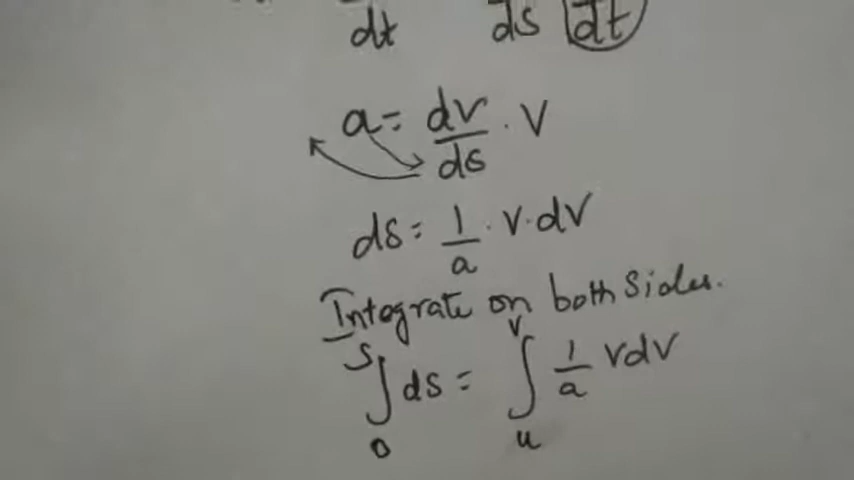 dt ds dt
a = dv/ds . v
ds = 1/a . v . dv
Integrate on both Sides.
∫₀ˢ ds = ∫ᵤᵛ 1/a vdv